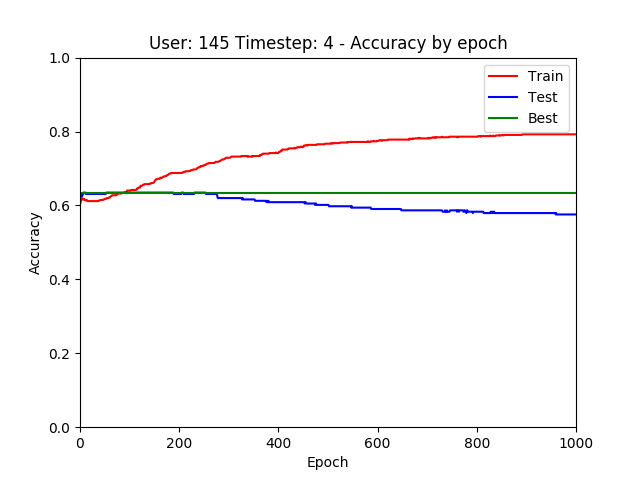 User: 145 Timestep: 4 - Accuracy by epoch
Train
Test
Best
1.0
0.8
0.6
0.4
0.2
0.0
Accuracy
0 200 400 600 800 1000
Epoch